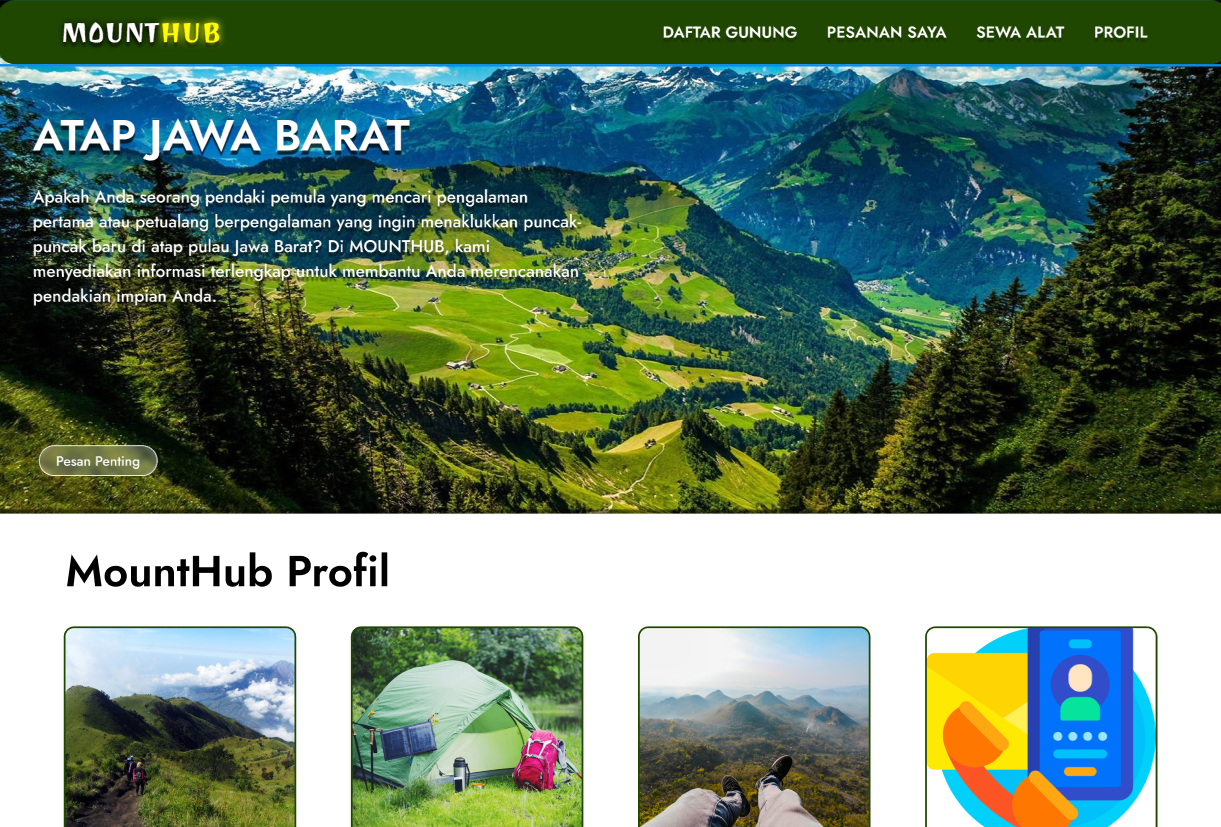 MOUNTHUB
DAFTAR GUNUNG PESANAN SAYA SEWA ALAT PROFIL
ATAP JAWA BARAT
Apakah Anda seorang pendaki pemula yang mencari pengalaman
pertama atau petualang berpengalaman yang ingin menaklukkan puncak-
puncak baru di atap pulau Jawa Barat? Di MOUNTHUB, kami
menyediakan informasi terlengkap untuk membantu Anda merencanakan
pendakian impian Anda.
Pesan Penting
MountHub Profil